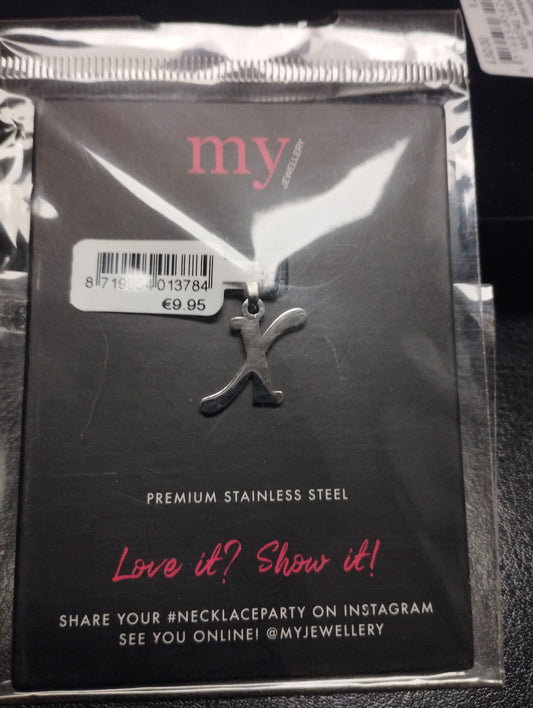 my
JEWELLERY
8 719934 013784
€9.95
X
PREMIUM STAINLESS STEEL
Love it? Show it!
SHARE YOUR #NECKLACEPARTY ON INSTAGRAM
SEE YOU ONLINE! @MYJEWELLERY